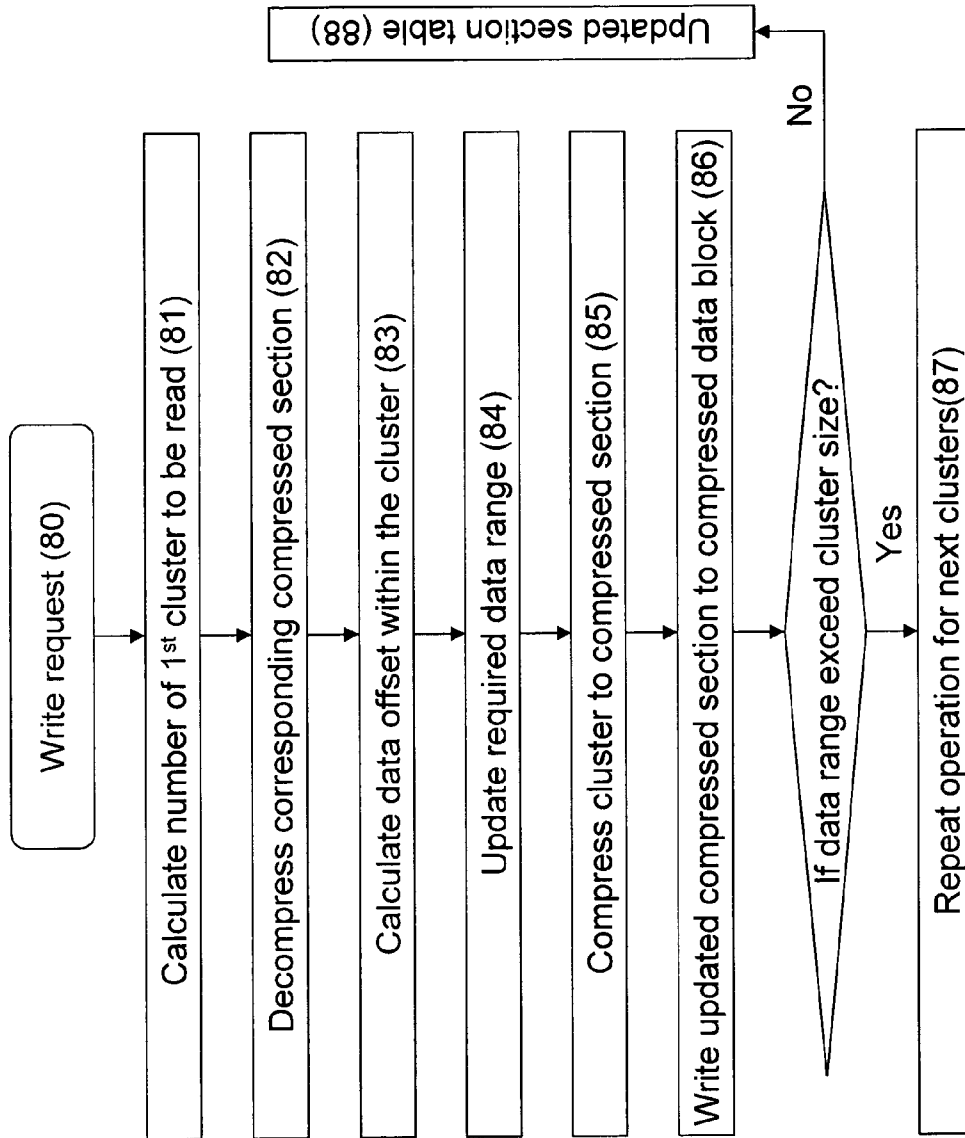 Write request (80)
Calculate number of 1st cluster to be read (81)
Decompress corresponding compressed section (82)
Calculate data offset within the cluster (83)
Update required data range (84)
Compress cluster to compressed section (85)
Write updated compressed section to compressed data block (86)
If data range exceed cluster size?
No
Updated section table (88)
Yes
Repeat operation for next clusters(87)